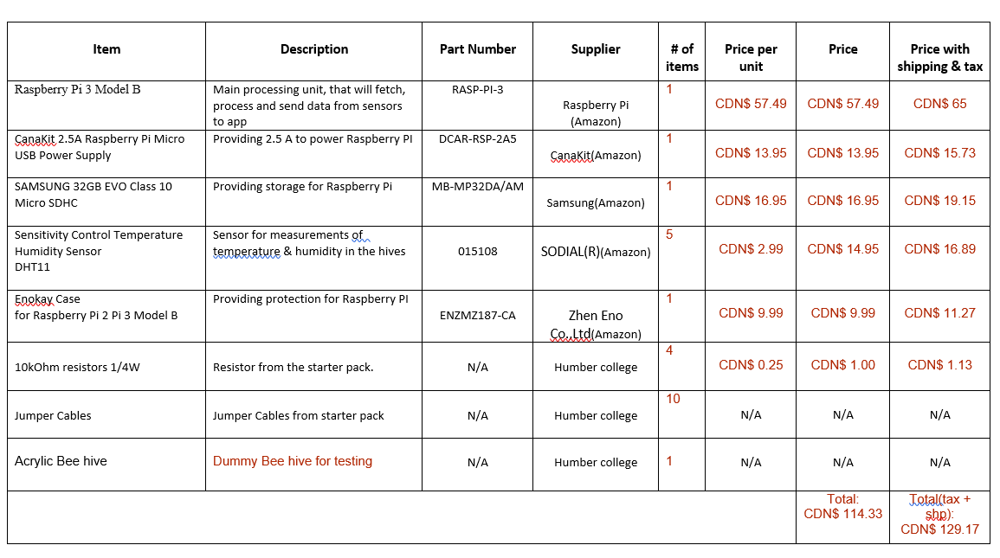 Item Description Part Number Supplier # of items Price per unit Price Price with shipping & tax
Raspberry Pi 3 Model B
Main processing unit, that will fetch,
process and send data from sensors
to app
RASP-PI-3
Raspberry Pi
(Amazon)
1
CDN$ 57.49
CDN$ 57.49
CDN$ 65
CanaKit 2.5A Raspberry Pi Micro
USB Power Supply
Providing 2.5 A to power Raspberry PI
DCAR-RSP-2A5
CanaKit(Amazon)
1
CDN$ 13.95
CDN$ 13.95
CDN$ 15.73
SAMSUNG 32GB EVO Class 10
Micro SDHC
Providing storage for Raspberry Pi
MB-MP32DA/AM
Samsung(Amazon)
1
CDN$ 16.95
CDN$ 16.95
CDN$ 19.15
Sensitivity Control Temperature
Humidity Sensor
DHT11
Sensor for measurements of
temperature & humidity in the hives
015108
SODIAL(R)(Amazon)
5
CDN$ 2.99
CDN$ 14.95
CDN$ 16.89
Enokay Case
for Raspberry Pi 2 Pi 3 Model B
Providing protection for Raspberry PI
ENZMZ187-CA
Zhen Eno
Co.,Ltd(Amazon)
1
CDN$ 9.99
CDN$ 9.99
CDN$ 11.27
10kOhm resistors 1/4W
Resistor from the starter pack.
N/A
Humber college
4
CDN$ 0.25
CDN$ 1.00
CDN$ 1.13
Jumper Cables
Jumper Cables from starter pack
N/A
Humber college
10
N/A
N/A
N/A
Acrylic Bee hive
Dummy Bee hive for testing
N/A
Humber college
1
N/A
N/A
N/A
Total:
CDN$ 114.33
Total(tax +
shp):
CDN$ 129.17